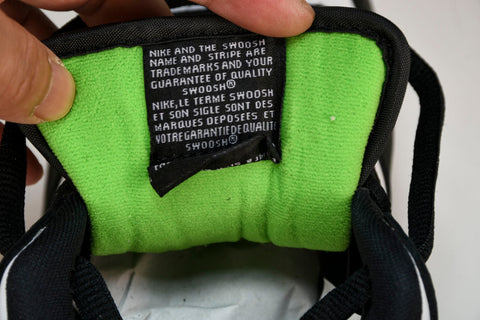 NIKE AND THE SWOOSH
NAME AND STRIPE ARE
TRADEMARKS AND YOUR
GUARANTEE OF QUALITY
SWOOSH®
NIKE,LE TERME SWOOSH
ET SON SIGLE SONT DES
MARQUES DEPOSÉES ET
VOTREGARANTIEDEQUALITE
SWOOSH®